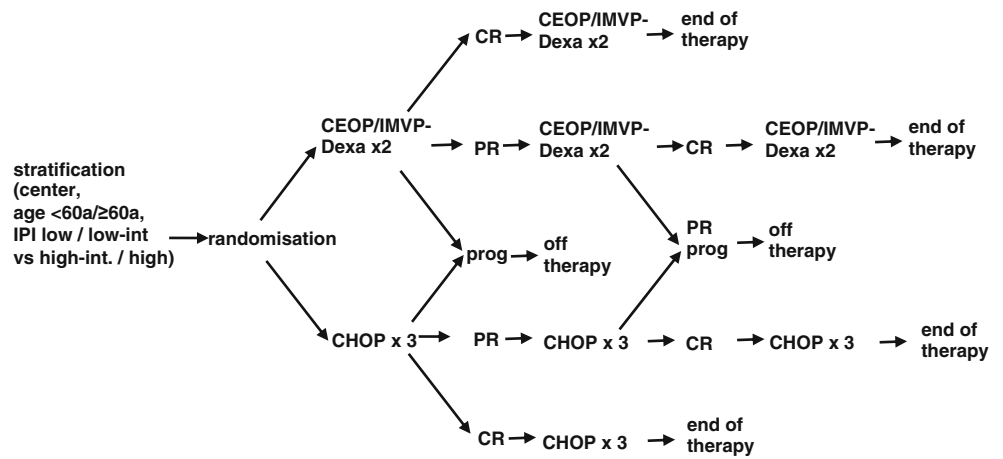 CR
CEOP/IMVP-
Dexa x2
end of
therapy
CEOP/IMVP-
Dexa x2
PR
CEOP/IMVP-
Dexa x2
CR
CEOP/IMVP-
Dexa x2
end of
therapy
stratification
(center,
age <60a/≥60a,
IPI low / low-int
vs high-int. / high)
randomisation
prog
off
therapy
PR
prog
off
therapy
CHOP x 3
PR
CHOP x 3
CR
CHOP x 3
end of
therapy
CR
CHOP x 3
end of
therapy